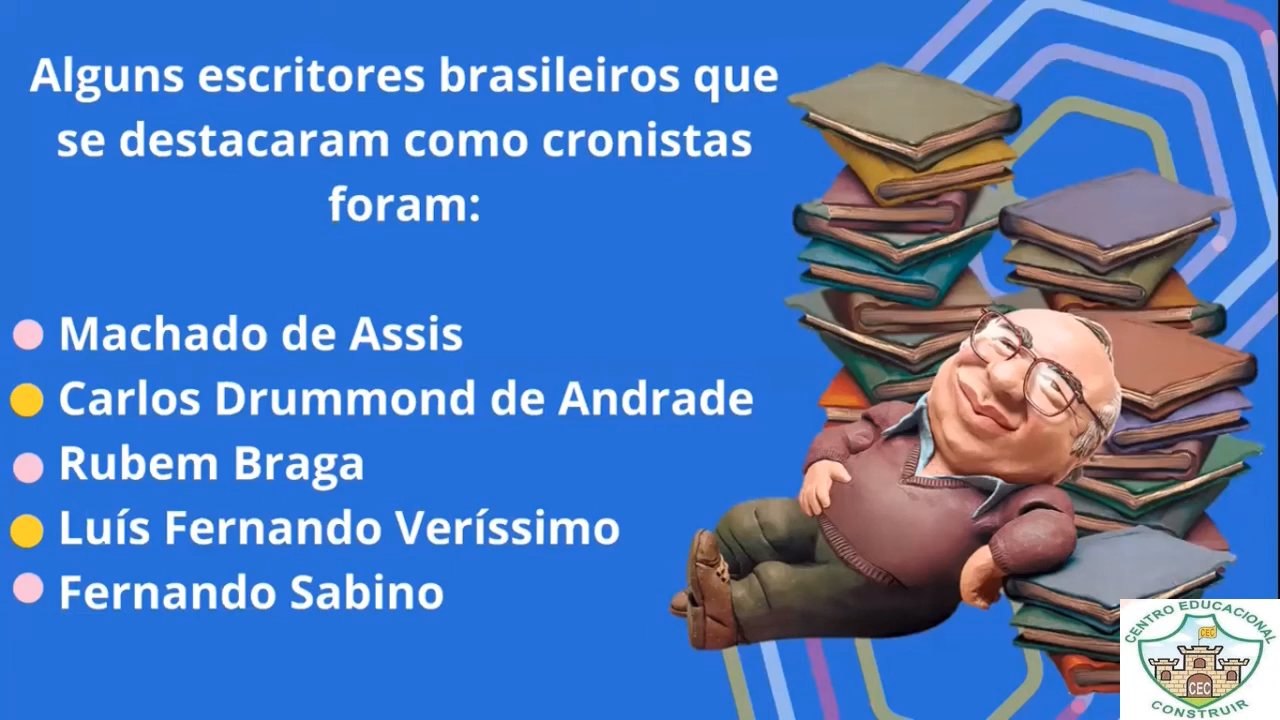 Alguns escritores brasileiros que
se destacaram como cronistas
foram:
Machado de Assis
Carlos Drummond de Andrade
Rubem Braga
Luís Fernando Veríssimo
Fernando Sabino
CENTRO EDUCACIONAL
CEC
CEC
CONSTRUIR